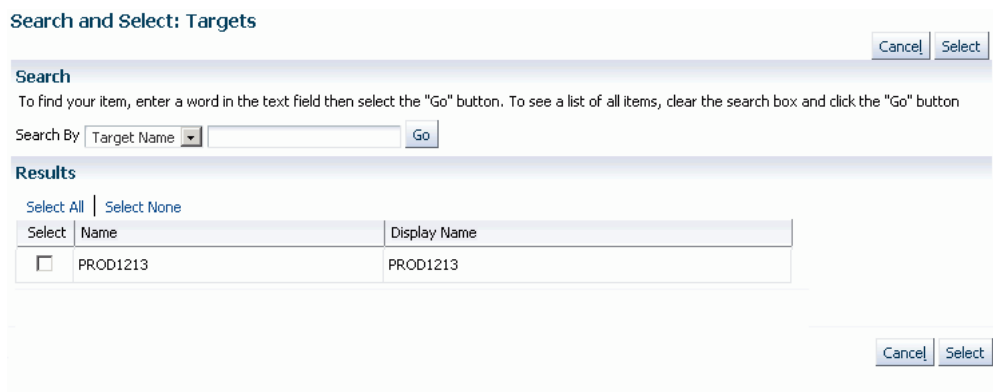 Search and Select: Targets
Cancel Select
Search
To find your item, enter a word in the text field then select the "Go" button. To see a list of all items, clear the search box and click the "Go" button
Search By Target Name Go
Results
Select All | Select None
Select Name Display Name
PROD1213 PROD1213
Cancel Select